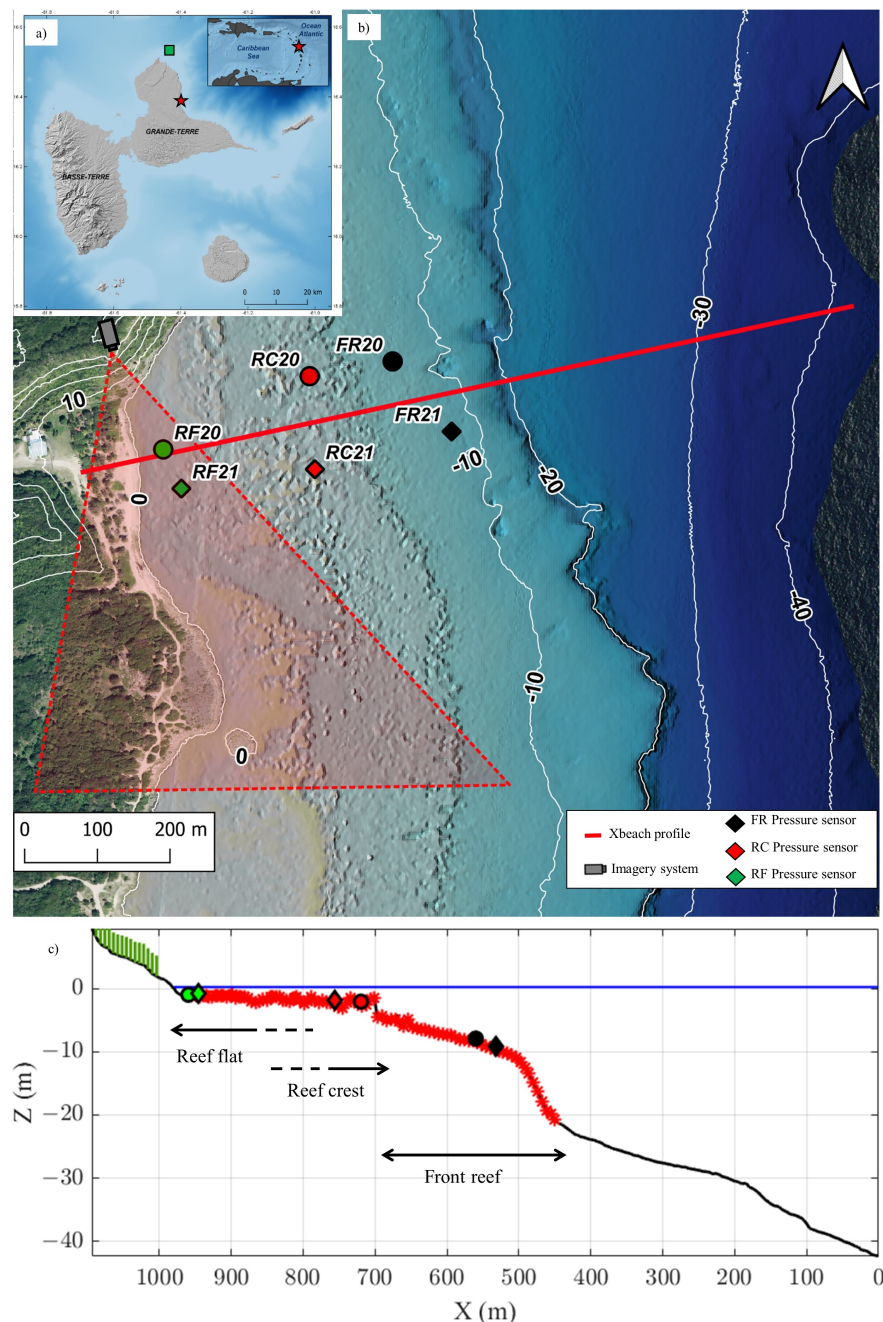 a)
Ocean
Atlantic
Caribbean
Sea
GRANDE-TERRE
BASSE-TERRE
0 10 20 km
b)
-30
RC20
FR20
10
RF20
FR21
RC21
RF21
-10
-20
0
-40
-10
0
0 100 200 m
Xbeach profile
Imagery system
FR Pressure sensor
RC Pressure sensor
RF Pressure sensor
c)
0
−10
−20
−30
−40
Z (m)
Reef flat
Reef crest
Front reef
1000 900 800 700 600 500 400 300 200 100 0
X (m)